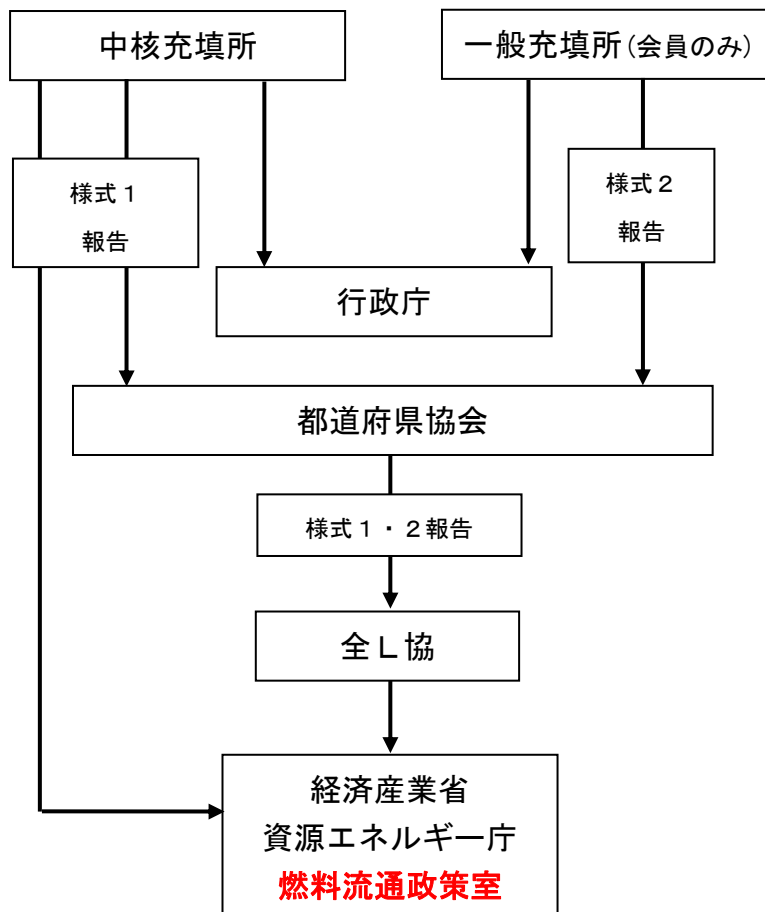 中核充填所
一般充填所(会員のみ)
様式1
報告
様式2
報告
行政庁
都道府県協会
様式1・2報告
全L協
経済産業省
資源エネルギー庁
燃料流通政策室